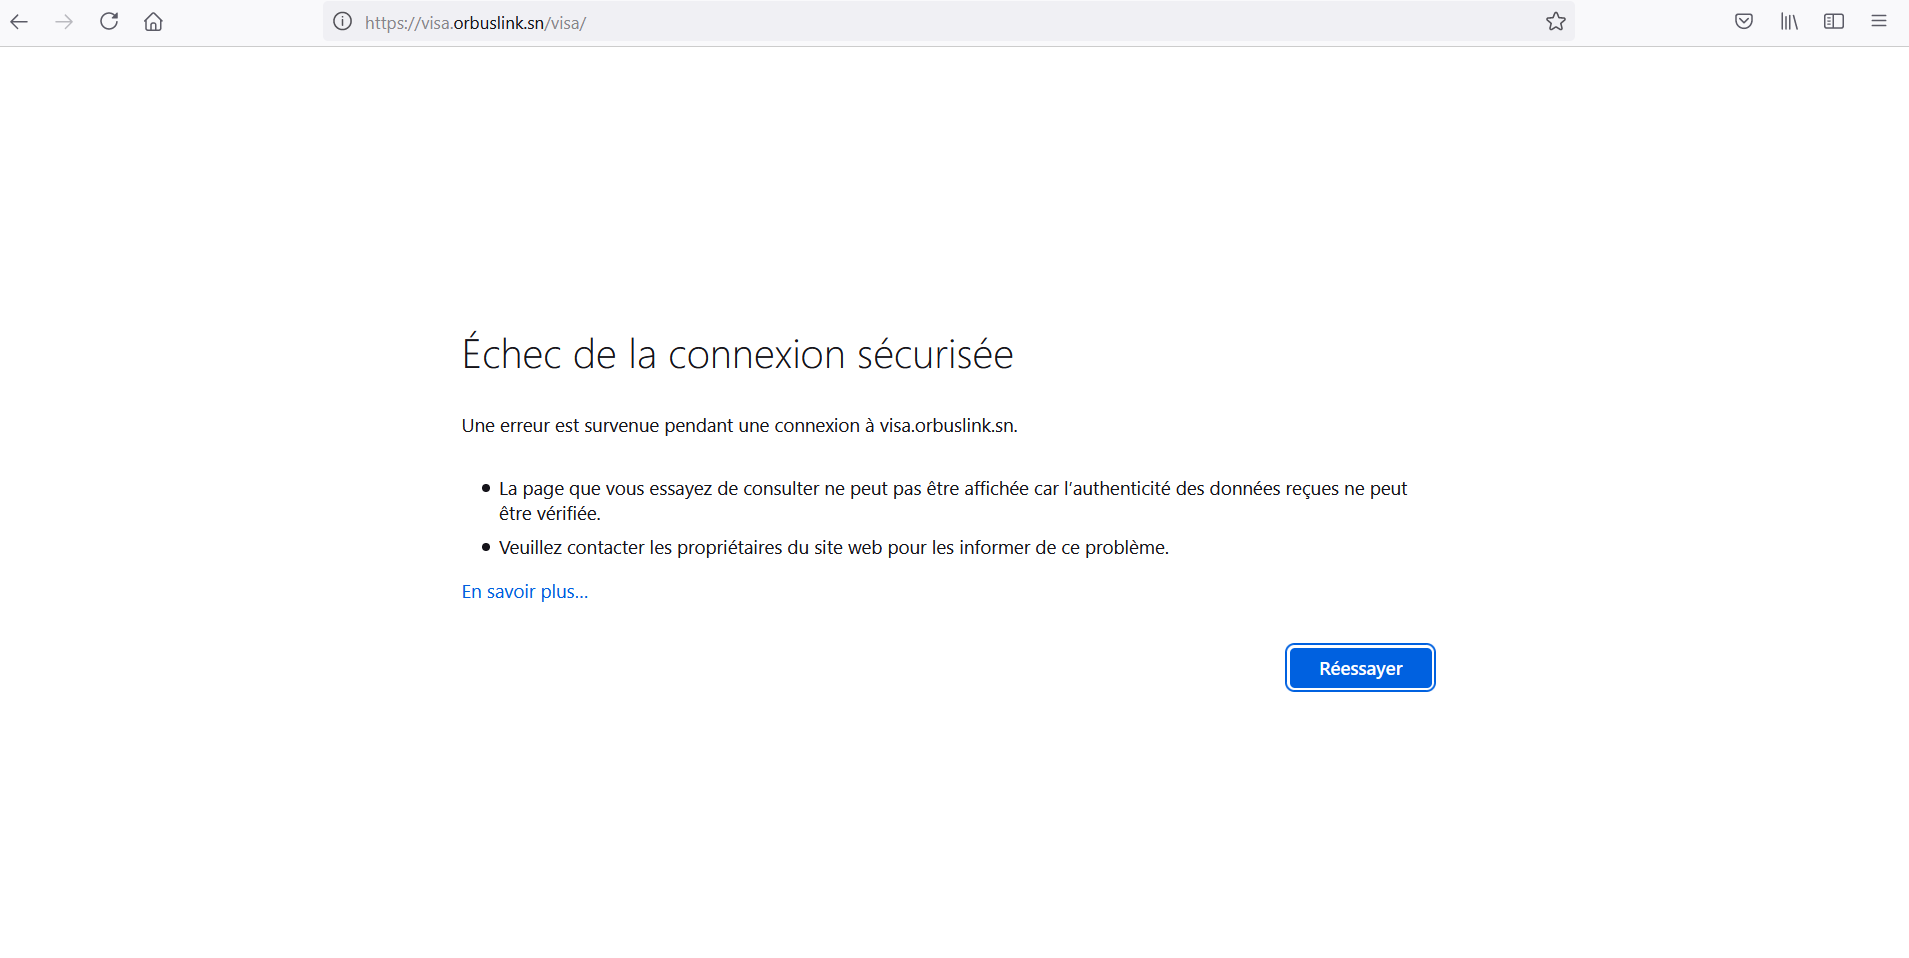 https://visa.orbuslink.sn/visa/
Échec de la connexion sécurisée
Une erreur est survenue pendant une connexion à visa.orbuslink.sn.
• La page que vous essayez de consulter ne peut pas être affichée car l’authenticité des données reçues ne peut
être vérifiée.
• Veuillez contacter les propriétaires du site web pour les informer de ce problème.
En savoir plus…
Réessayer